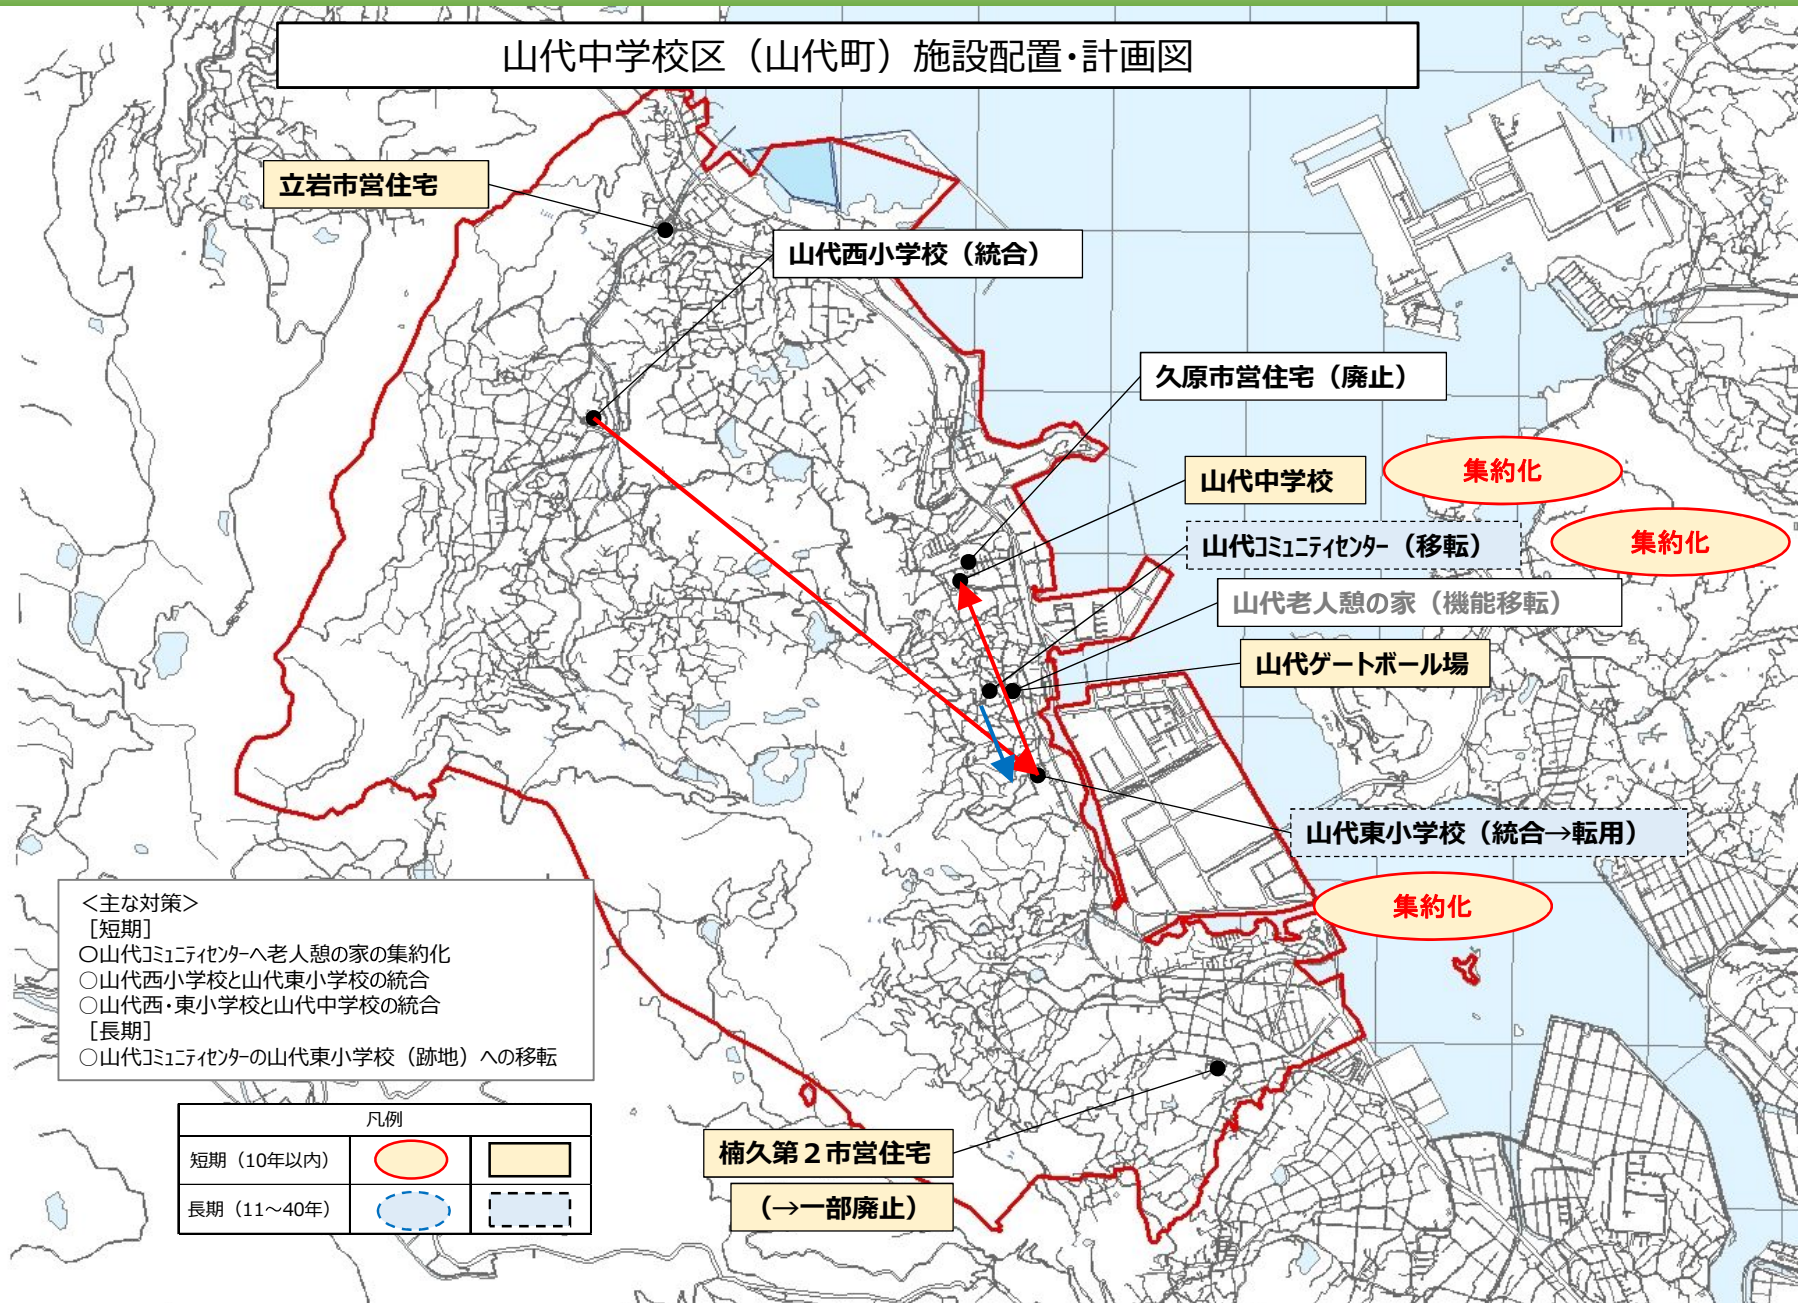 山代中学校区（山代町）施設配置・計画図
立岩市営住宅
山代西小学校（統合）
久原市営住宅（廃止）
山代中学校
集約化
山代コミュニティセンター（移転）
集約化
山代老人憩の家（機能移転）
山代ゲートボール場
山代東小学校（統合→転用）
集約化
＜主な対策＞
［短期］
○山代コミュニティセンターへ老人憩の家の集約化
○山代西小学校と山代東小学校の統合
○山代西・東小学校と山代中学校の統合
［長期］
○山代コミュニティセンターの山代東小学校（跡地）への移転
凡例
短期（10年以内）
長期（11～40年）
楠久第２市営住宅
（→一部廃止）